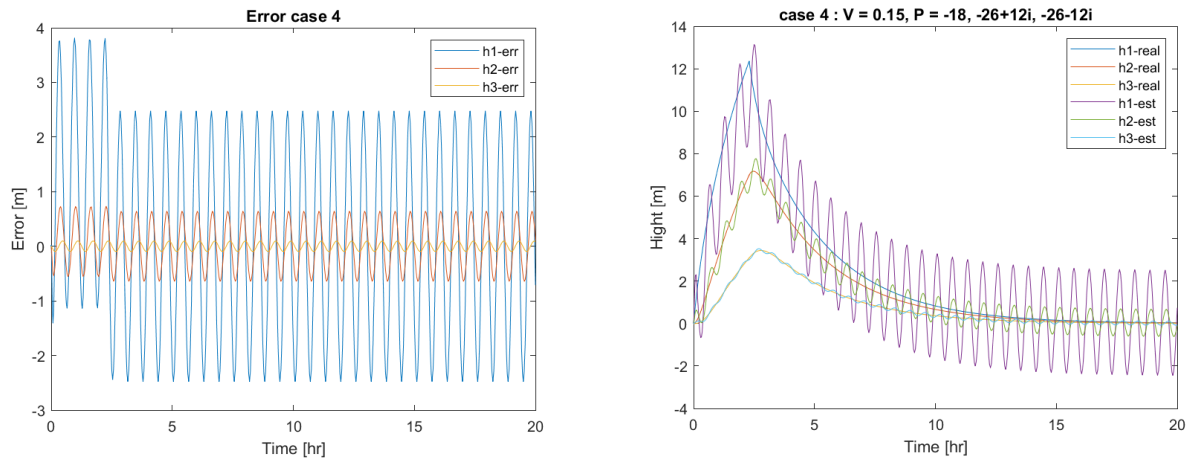 Error case 4
4
3
2
1
0
-1
-2
-3
Error [m]
h1-err
h2-err
h3-err
0
5
10
15
20
Time [hr]
case 4 : V = 0.15, P = -18, -26+12i, -26-12i
14
12
10
8
6
4
2
0
-2
-4
Hight [m]
h1-real
h2-real
h3-real
h1-est
h2-est
h3-est
0
5
10
15
20
Time [hr]